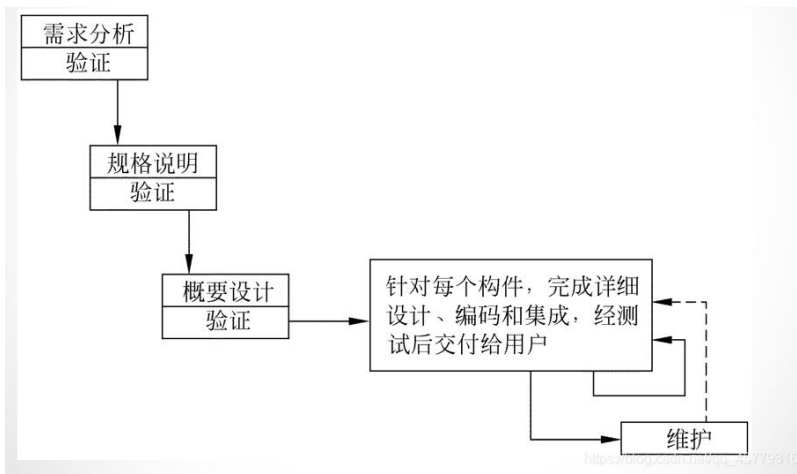 需求分析
验证
规格说明
验证
概要设计
验证
针对每个构件，完成详细
设计、编码和集成，经测
试后交付给用户
维护